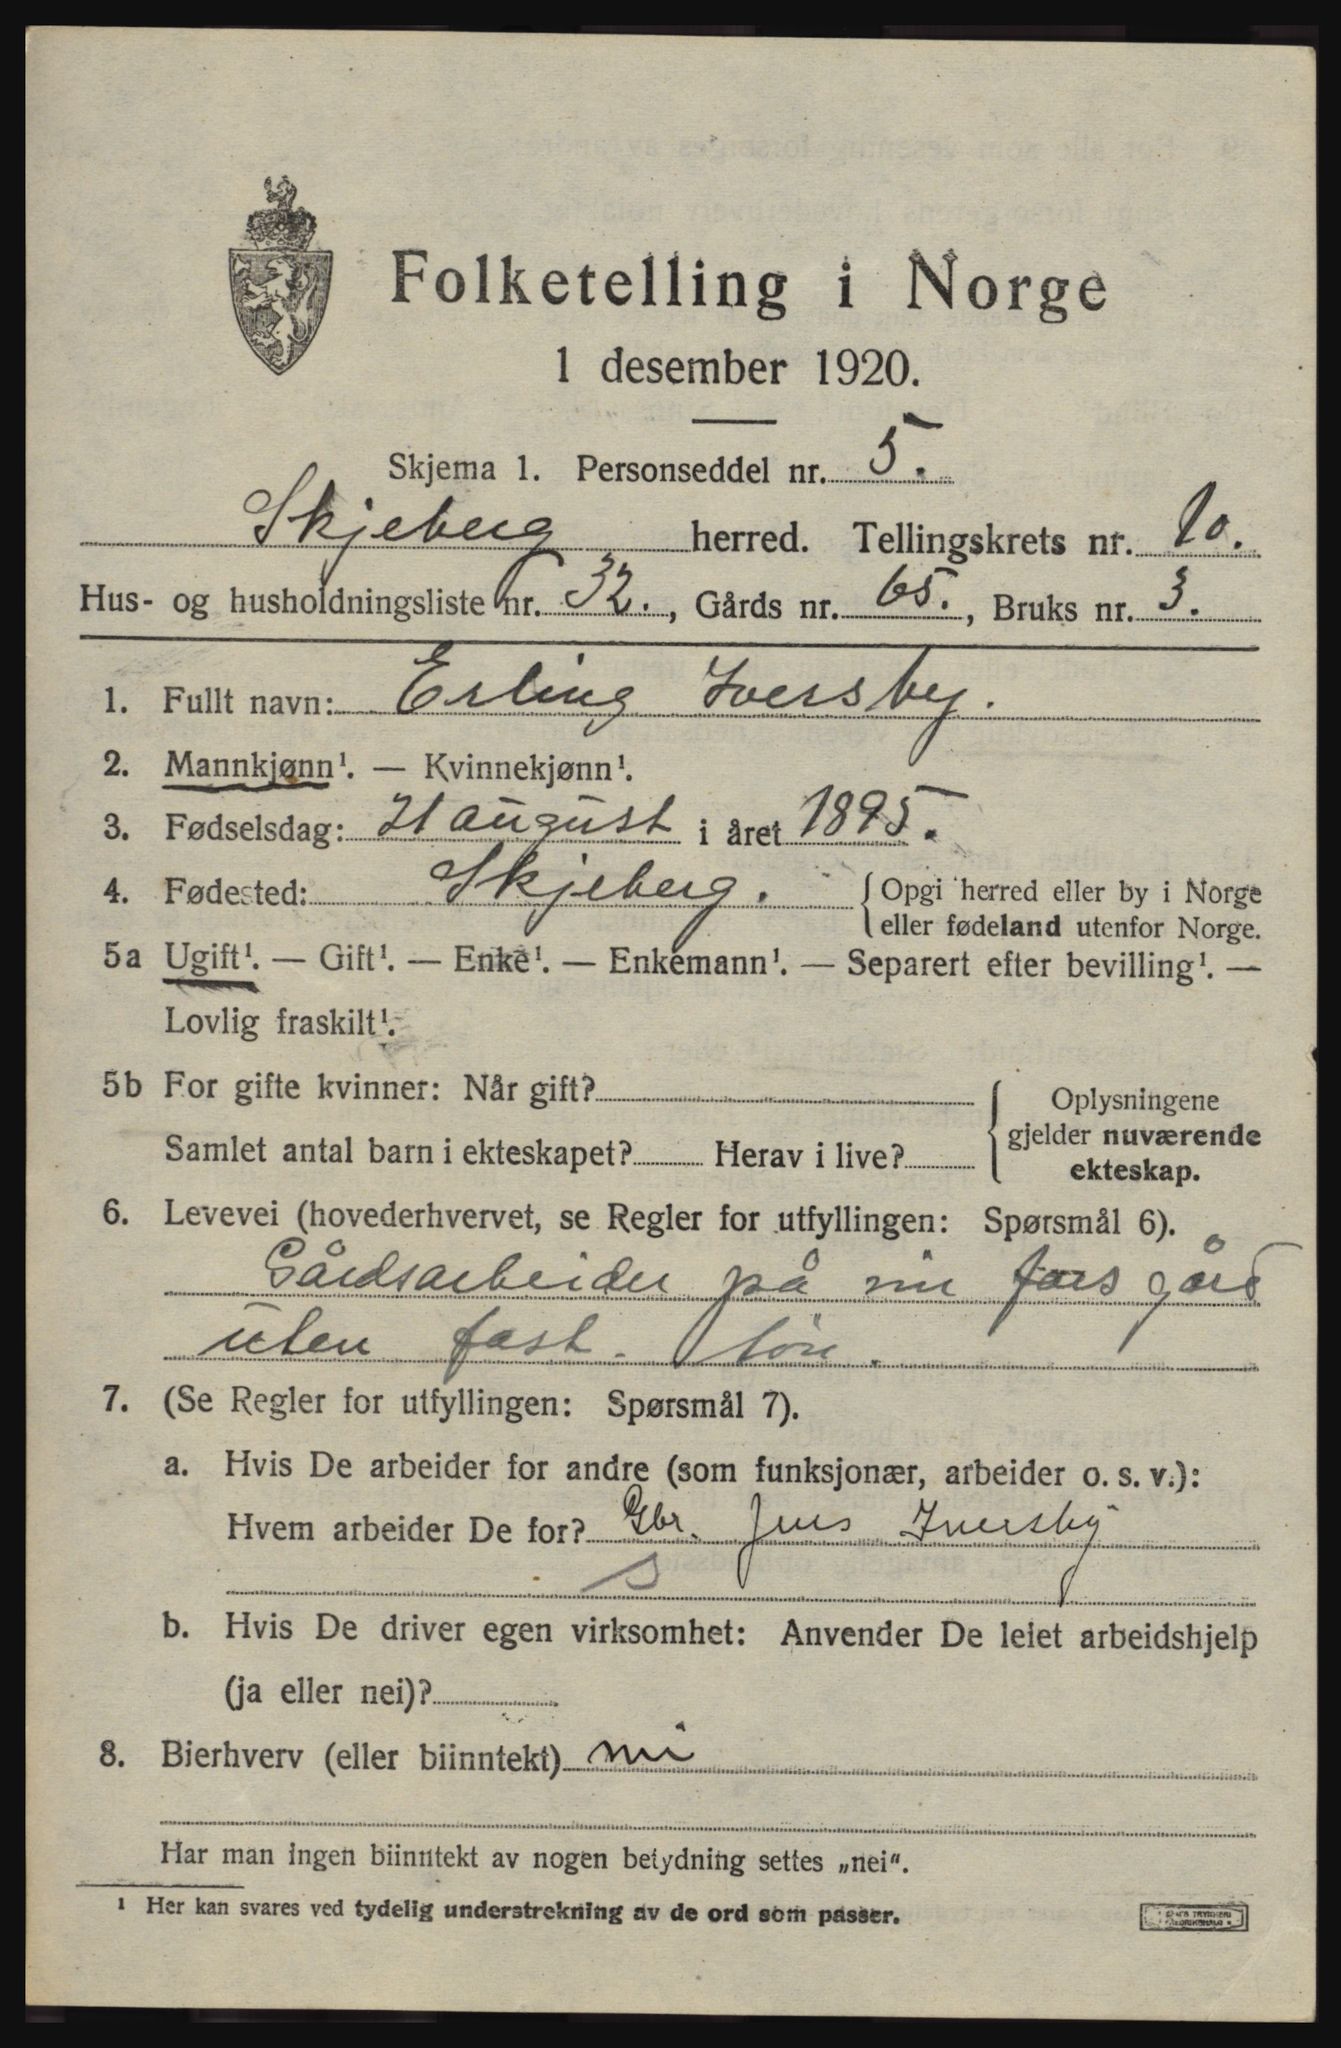 Folketelling i Norge
1 desember 1920.
Skjema 1. Personseddel nr. 5.
Skjeberg herred. Tellingskrets nr. 10.
Hus- og husholdningsliste nr. 32., Gårds nr. 65., Bruks nr. 3.
1. Fullt navn: Erling Iversby.
2. Mannkjønn¹. — Kvinnekjønn¹.
3. Fødselsdag: 21 august i året 1895.
4. Fødested: Skjeberg. { Opgi herred eller by i Norge
eller fødeland utenfor Norge.
5a Ugift¹. — Gift¹. — Enke¹. — Enkemann¹. — Separert efter bevilling¹. —
Lovlig fraskilt¹.
5b For gifte kvinner: Når gift? { Oplysningene
gjelder nuværende
Samlet antal barn i ekteskapet? Herav i live?
ekteskap.
6. Levevei (hovederhvervet, se Regler for utfyllingen: Spørsmål 6).
Gårdsarbeider på min fars gård
uten fast lön.
7. (Se Regler for utfyllingen: Spørsmål 7).
a. Hvis De arbeider for andre (som funksjonær, arbeider o. s. v.):
Hvem arbeider De for? Gbr. Jens Iversby
s
b. Hvis De driver egen virksomhet: Anvender De leiet arbeidshjelp
(ja eller nei)?
8. Bierhverv (eller biinntekt) nei
Har man ingen biinntekt av nogen betydning settes „nei“.
¹ Her kan svares ved tydelig understrekning av de ord som passer.